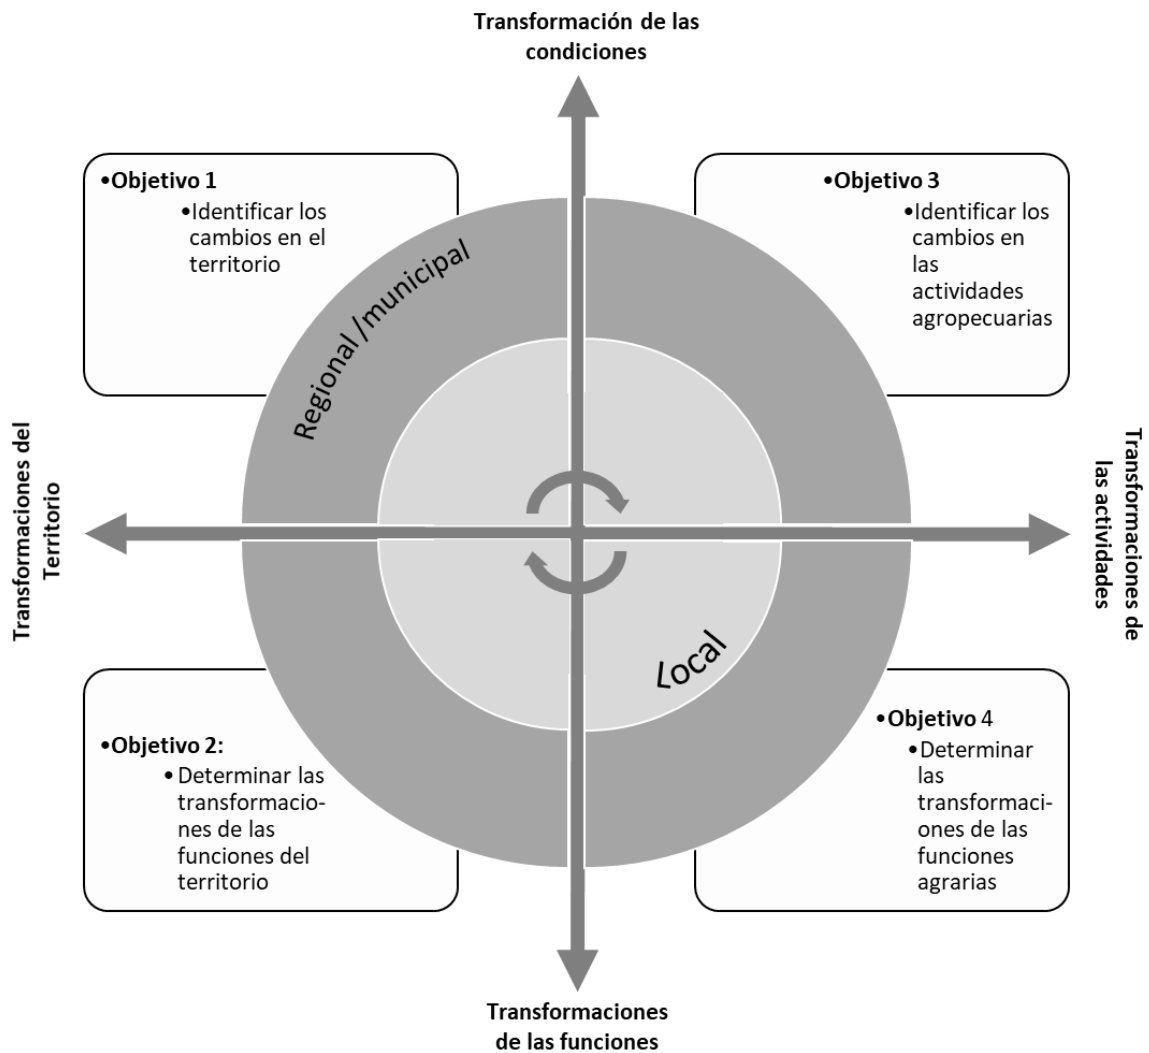 Transformación de las
condiciones
•Objetivo 1
•Identificar los
cambios en el
territorio
•Objetivo 3
•Identificar los
cambios en
las
actividades
agropecuarias
Regional/municipal
Transformaciones del
Territorio
Transformaciones de
las actividades
Local
•Objetivo 2:
•Determinar las
transformacio-
nes de las
funciones del
territorio
•Objetivo 4
•Determinar
las
transformaci-
ones de las
funciones
agrarias
Transformaciones
de las funciones